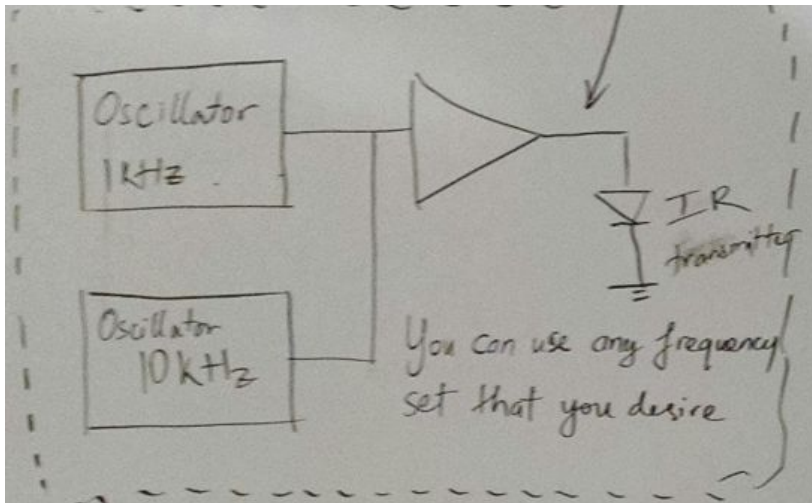 Oscillator
1kHz
IR
transmitter
Oscillator
10kHz
You can use any frequency
set that you desire